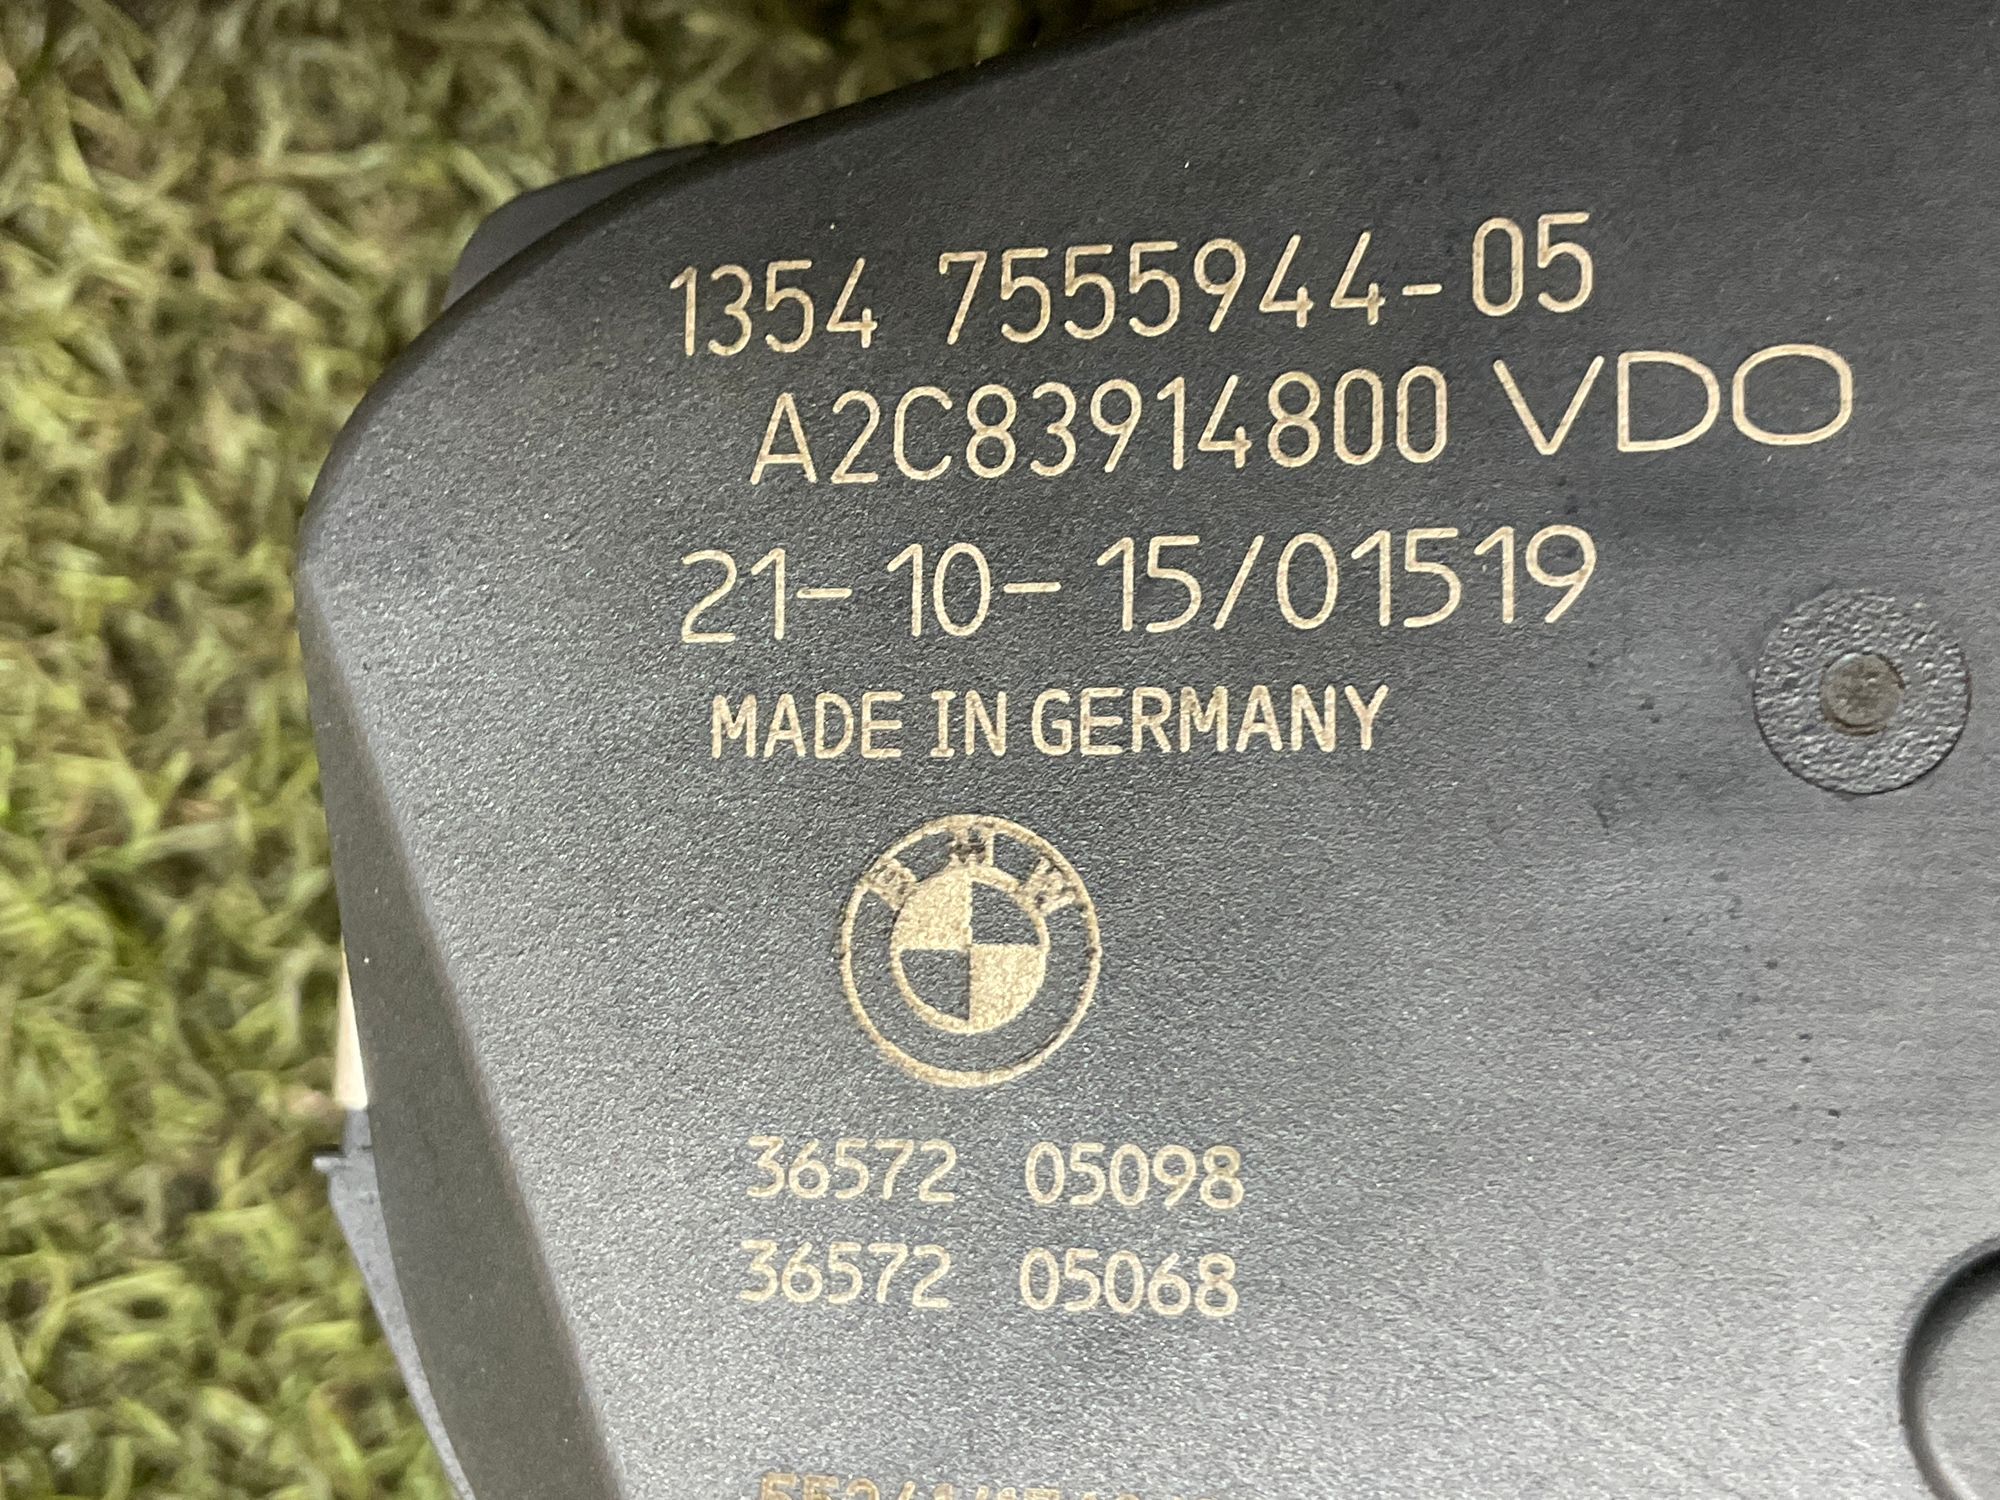 1354 7555944-05
A2C83914800 VDO
21-10-15/01519
MADE IN GERMANY
BMW
36572 05098
36572 05068